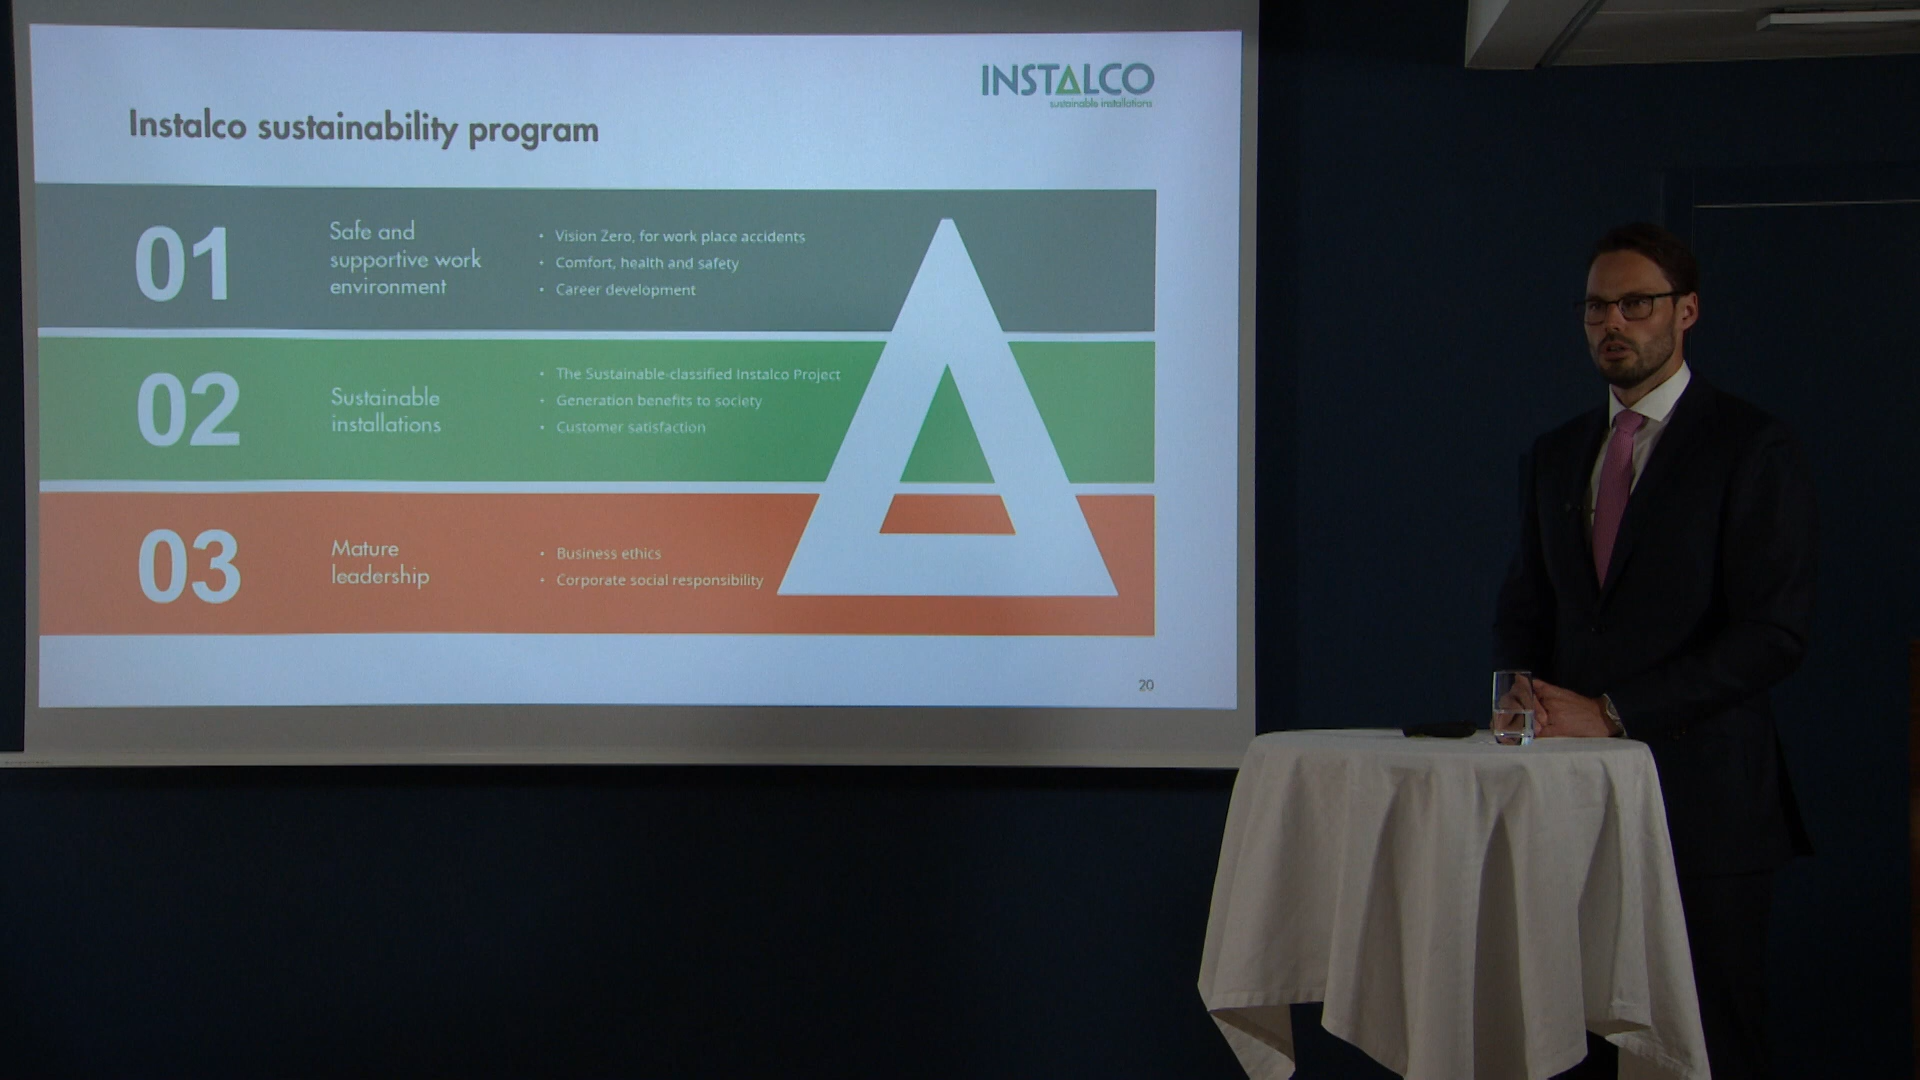 INSTALCO
sustainable installations
Instalco sustainability program
01
Safe and
supportive work
environment
• Vision Zero, for work place accidents
• Comfort, health and safety
• Career development
02
Sustainable
installations
• The Sustainable-classified Instalco Project
• Generation benefits to society
• Customer satisfaction
03
Mature
leadership
• Business ethics
• Corporate social responsibility
20